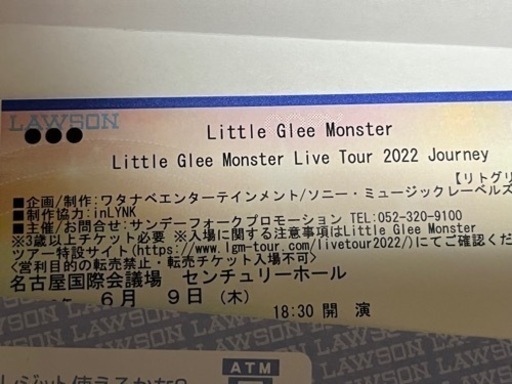 LAWSON
Little Glee Monster
Little Glee Monster Live Tour 2022 Journey
【リトグリ
■企画/制作:ワタナベエンターテインメント/ソニー・ミュージックレーベルズ
■制作協力:inLYNK
■主催/お問合せ:サンデーフォークプロモーション TEL:052-320-9100
※3歳以上チケット必要 ※入場に関する注意事項はLittle Glee Monster
ツアー特設サイト(https://www.lgm-tour.com/livetour2022/)にてご確認くだ
<営利目的の転売禁止・転売チケット入場不可>
名古屋国際会議場 センチュリーホール
6月 9日(木)
18:30 開 演
LAWSON LAWSON LAWSON LAWSON
ATM